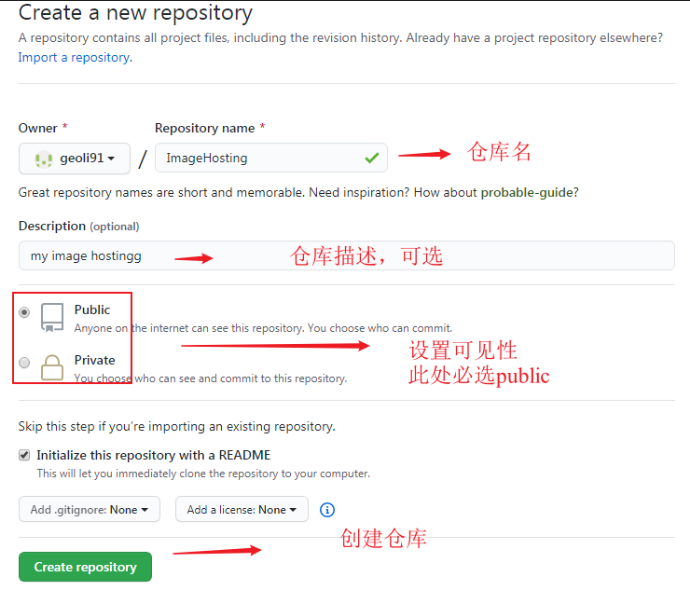 Create a new repository
A repository contains all project files, including the revision history. Already have a project repository elsewhere?
Import a repository.
Owner * Repository name *
geoli91 / ImageHosting 仓库名
Great repository names are short and memorable. Need inspiration? How about probable-guide?
Description (optional)
my image hostingg 仓库描述，可选
Public
Anyone on the internet can see this repository. You choose who can commit.
设置可见性
Private
此处必选public
You choose who can see and commit to this repository.
Skip this step if you're importing an existing repository.
Initialize this repository with a README
This will let you immediately clone the repository to your computer.
Add .gitignore: None Add a license: None
创建仓库
Create repository